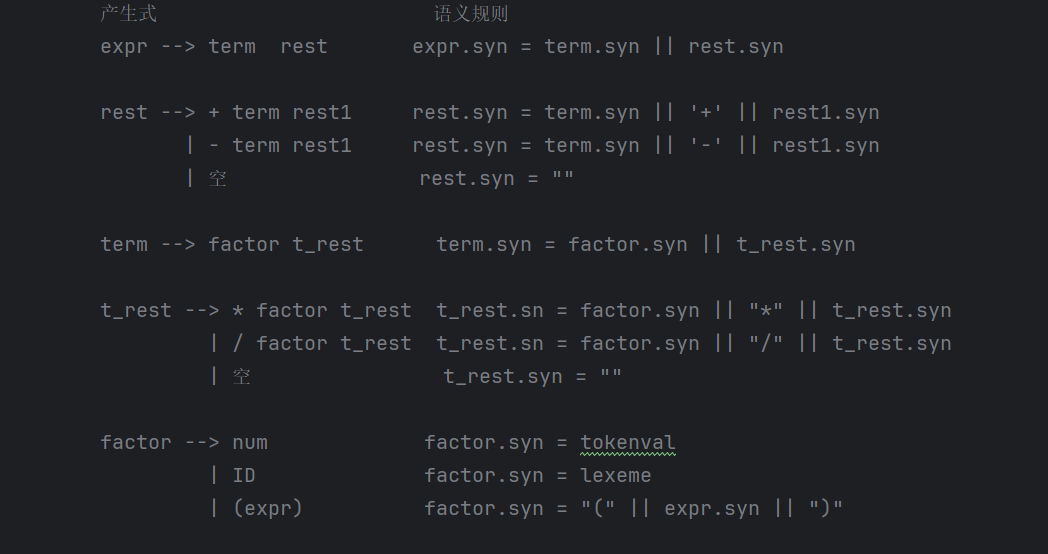 产生式 语义规则
expr --> term  rest expr.syn = term.syn || rest.syn
rest --> + term rest1 rest.syn = term.syn || '+' || rest1.syn
| - term rest1 rest.syn = term.syn || '-' || rest1.syn
| 空 rest.syn = ""
term --> factor t_rest term.syn = factor.syn || t_rest.syn
t_rest --> * factor t_rest t_rest.sn = factor.syn || "*" || t_rest.syn
| / factor t_rest t_rest.sn = factor.syn || "/" || t_rest.syn
| 空 t_rest.syn = ""
factor --> num factor.syn = tokenval
| ID factor.syn = lexeme
| (expr) factor.syn = "(" || expr.syn || ")"